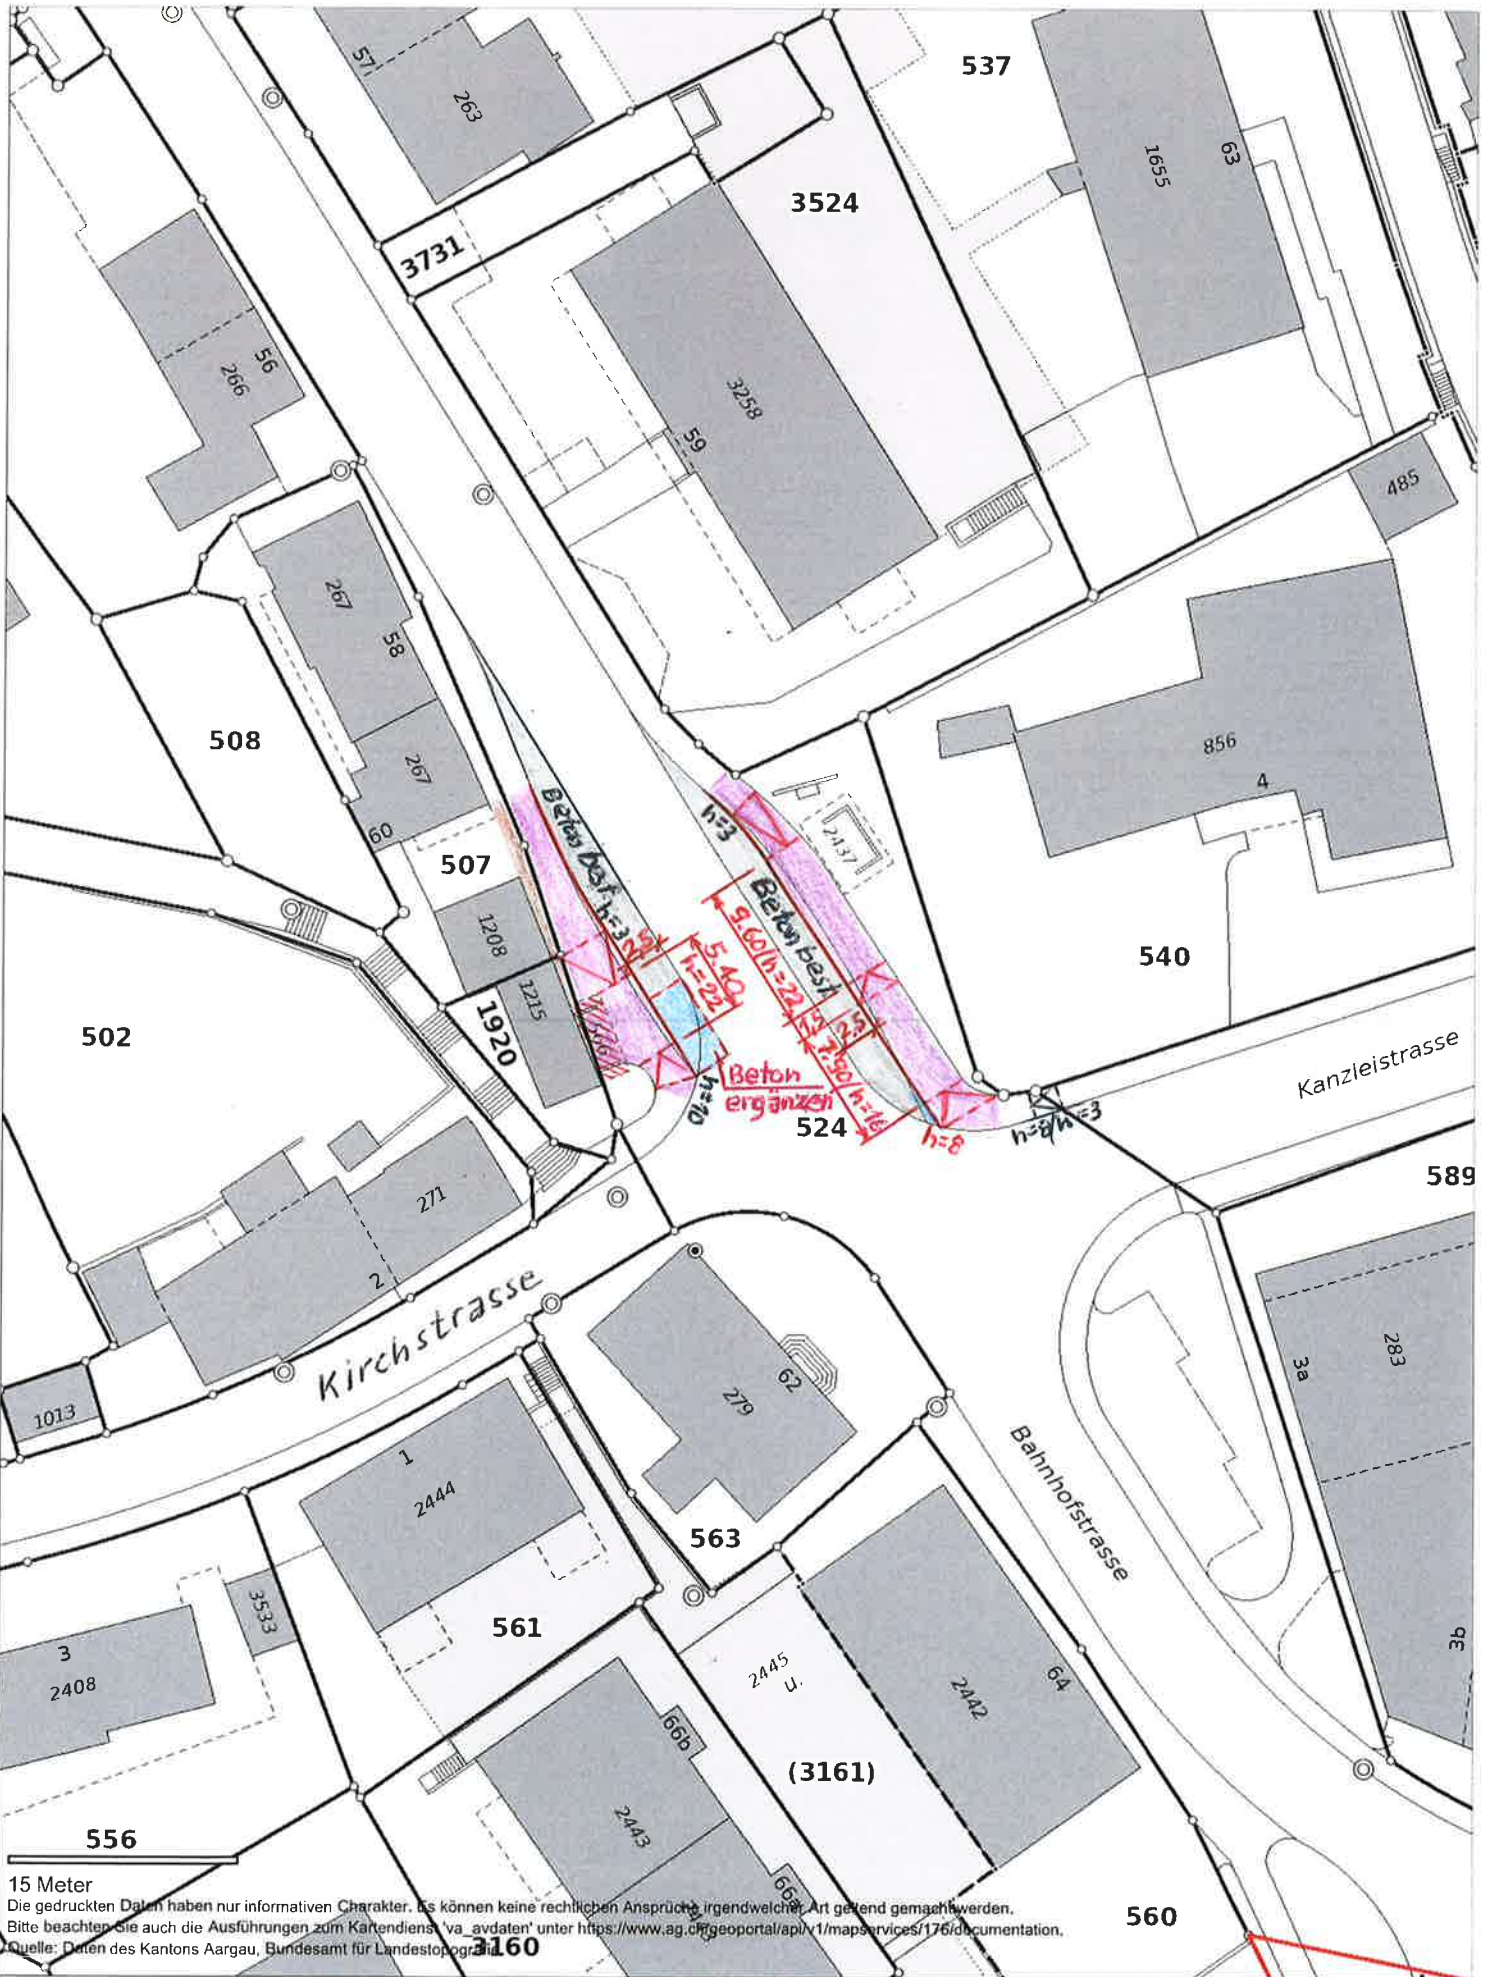 57
263
537
1655
63
3524
3731
56
266
3258
59
485
267
58
508
267
856
4
60
507
2437
Beton best. h=3
h=3
Beton best.
1208
540
1215
1920
5.40
h=22
9.60/h=22
1.5
2.5
7.90/h=16
502
Beton
ergänzen
h=10
524
h=8
h=8/h=3
Kanzleistrasse
589
271
2
Kirchstrasse
62
279
283
3a
1013
1
2444
Bahnhofstrasse
563
561
3533
3
2408
2445
u.
2442
64
3b
66b
(3161)
2443
556
66a
560
15 Meter
Die gedruckten Daten haben nur informativen Charakter. Es können keine rechtlichen Ansprüche irgendwelcher Art geltend gemacht werden.
Bitte beachten Sie auch die Ausführungen zum Kartendienst 'va_avdaten' unter https://www.ag.ch/geoportal/api/v1/mapservices/176/documentation.
Quelle: Daten des Kantons Aargau, Bundesamt für Landestopografie
3160